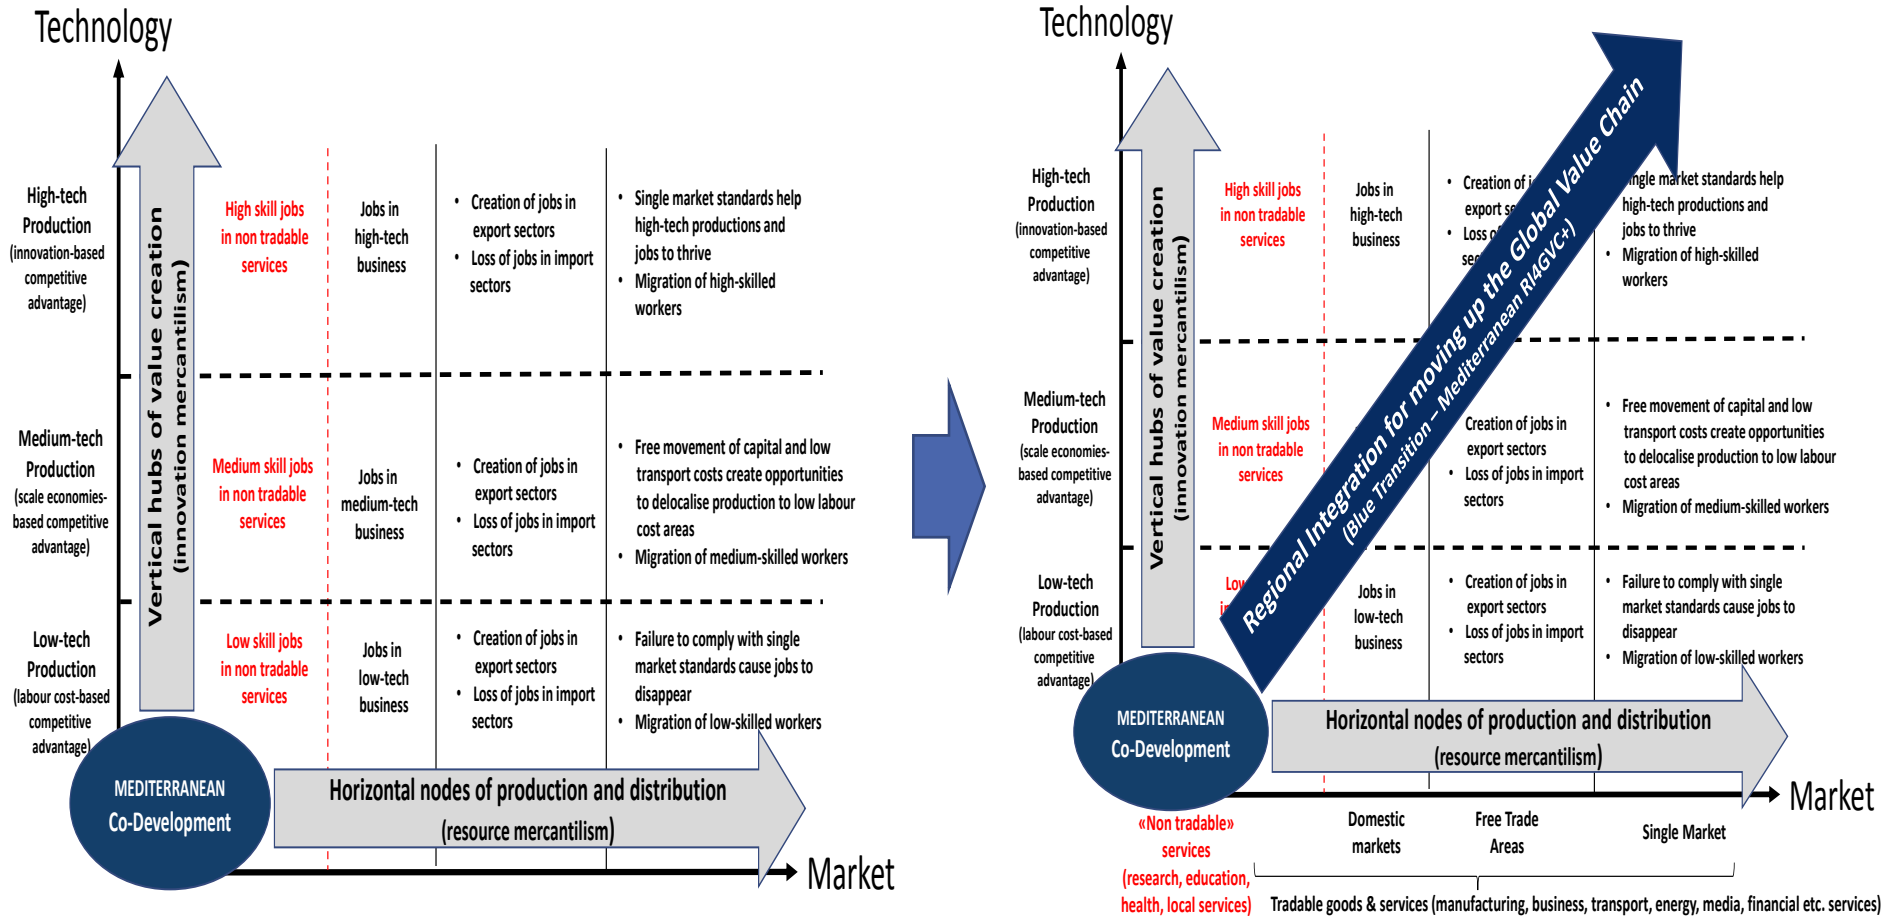 Technology
High-tech
Production
(innovation-based
competitive
advantage)
Medium-tech
Production
(scale economies-
based competitive
advantage)
Low-tech
Production
(labour cost-based
competitive
advantage)
Vertical hubs of value creation
(innovation mercantilism)
High skill jobs
in non tradable
services
Jobs in
high-tech
business
• Creation of jobs in
export sectors
• Loss of jobs in import
sectors
• Single market standards help
high-tech productions and
jobs to thrive
• Migration of high-skilled
workers
Medium skill jobs
in non tradable
services
Jobs in
medium-tech
business
• Creation of jobs in
export sectors
• Loss of jobs in import
sectors
• Free movement of capital and low
transport costs create opportunities
to delocalise production to low labour
cost areas
• Migration of medium-skilled workers
Low skill jobs
in non tradable
services
Jobs in
low-tech
business
• Creation of jobs in
export sectors
• Loss of jobs in import
sectors
• Failure to comply with single
market standards cause jobs to
disappear
• Migration of low-skilled workers
MEDITERRANEAN
Co-Development
Horizontal nodes of production and distribution
(resource mercantilism)
Market
Technology
High-tech
Production
(innovation-based
competitive
advantage)
Medium-tech
Production
(scale economies-
based competitive
advantage)
Low-tech
Production
(labour cost-based
competitive
advantage)
Vertical hubs of value creation
(innovation mercantilism)
Regional Integration for moving up the Global Value Chain
(Blue Transition – Mediterranean RI4GVC+)
High skill jobs
in non tradable
services
Jobs in
high-tech
business
• Creation of
export
• Loss
• market standards help
high-tech productions and
jobs to thrive
• Migration of high-skilled
workers
Medium skill jobs
in non tradable
services
Creation of jobs in
export sectors
• Loss of jobs in import
sectors
• Free movement of capital and low
transport costs create opportunities
to delocalise production to low labour
cost areas
• Migration of medium-skilled workers
Low
Jobs in
low-tech
business
• Creation of jobs in
export sectors
• Loss of jobs in import
sectors
• Failure to comply with single
market standards cause jobs to
disappear
• Migration of low-skilled workers
MEDITERRANEAN
Co-Development
Horizontal nodes of production and distribution
(resource mercantilism)
Market
«Non tradable»
services
(research, education,
health, local services)
Domestic
markets
Free Trade
Areas
Single Market
Tradable goods & services (manufacturing, business, transport, energy, media, financial etc. services)